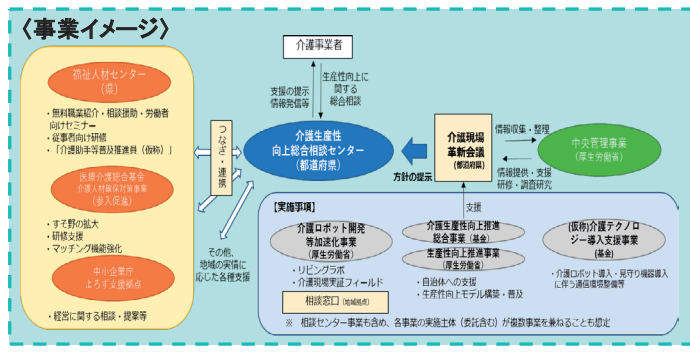 〈事業イメージ〉
福祉人材センター
(県)
・無料職業紹介・相談援助・労働者
向けセミナー
・従事者向け研修
・「介護助手等普及推進員（仮称）」
医療介護総合基金
介護人材確保対策事業
(参入促進)
・すそ野の拡大
・研修支援
・マッチング機能強化
中小企業庁
よろず支援拠点
・経営に関する相談・提案等
つなぎ・連携
その他、
地域の実情に
応じた各種支援
介護事業者
支援の提示
情報発信等
生産性向上に
関する
総合相談
介護生産性
向上総合相談センター
(都道府県)
方針の提示
介護現場
革新会議
(都道府県)
情報収集・整理
情報提供・支援
研修・調査研究
中央管理事業
(厚生労働省)
支援
【実施事項】
介護ロボット開発
等加速化事業
(厚生労働省)
・リビングラボ
・介護現場実証フィールド
相談窓口(地域拠点)
介護生産性向上推進
総合事業(基金)
生産性向上推進事業
(厚生労働省)
・自治体への支援
・生産性向上モデル構築・普及
(仮称)介護テクノロ
ジー導入支援事業
(基金)
・介護ロボット導入・見守り機器導入
に伴う通信環境整備等
※　相談センター事業も含め、各事業の実施主体（委託含む）が複数事業を兼ねることも想定